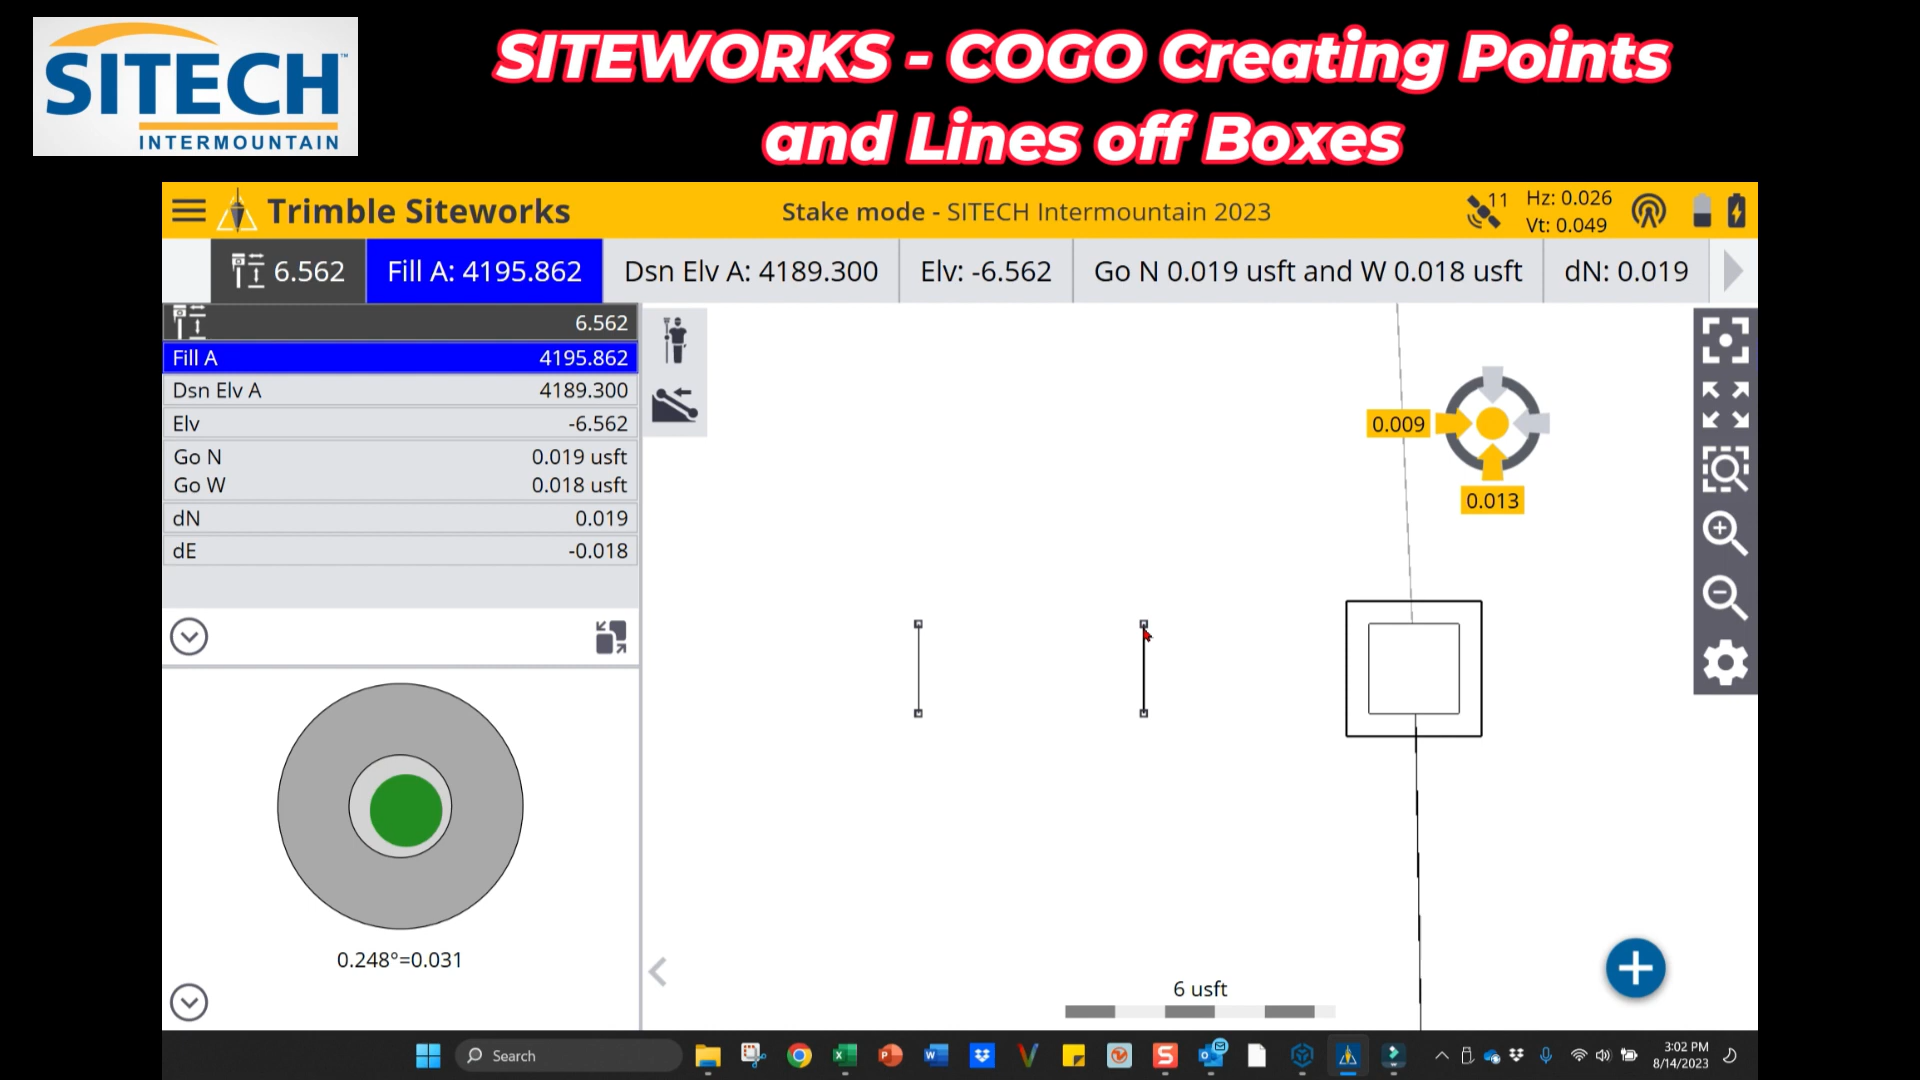 SITECH™
INTERMOUNTAIN
SITEWORKS - COGO Creating Points
and Lines off Boxes
Trimble Siteworks
Stake mode - SITECH Intermountain 2023
11
Hz: 0.026
Vt: 0.049
6.562
Fill A: 4195.862
Dsn Elv A: 4189.300
Elv: -6.562
Go N 0.019 usft and W 0.018 usft
dN: 0.019
6.562
Fill A 4195.862
Dsn Elv A 4189.300
Elv -6.562
Go N 0.019 usft
Go W 0.018 usft
dN 0.019
dE -0.018
0.009
0.013
0.248°=0.031
6 usft
Search
3:02 PM
8/14/2023